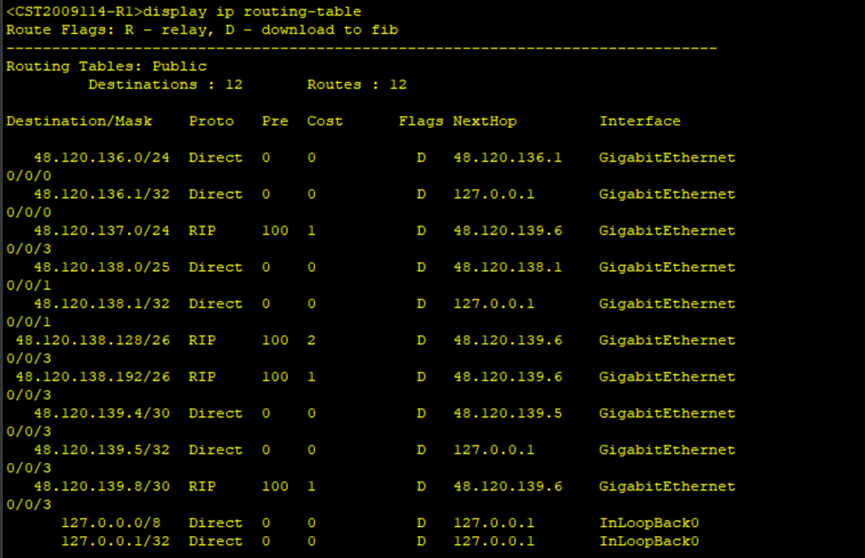 <CST2009114-R1>display ip routing-table
Route Flags: R - relay, D - download to fib
------------------------------------------------------------------------------
Routing Tables: Public
         Destinations : 12       Routes : 12

Destination/Mask    Proto   Pre  Cost      Flags NextHop         Interface

   48.120.136.0/24  Direct  0    0           D   48.120.136.1    GigabitEthernet
0/0/0
   48.120.136.1/32  Direct  0    0           D   127.0.0.1       GigabitEthernet
0/0/0
   48.120.137.0/24  RIP     100  1           D   48.120.139.6    GigabitEthernet
0/0/3
   48.120.138.0/25  Direct  0    0           D   48.120.138.1    GigabitEthernet
0/0/1
   48.120.138.1/32  Direct  0    0           D   127.0.0.1       GigabitEthernet
0/0/1
 48.120.138.128/26  RIP     100  2           D   48.120.139.6    GigabitEthernet
0/0/3
 48.120.138.192/26  RIP     100  1           D   48.120.139.6    GigabitEthernet
0/0/3
   48.120.139.4/30  Direct  0    0           D   48.120.139.5    GigabitEthernet
0/0/3
   48.120.139.5/32  Direct  0    0           D   127.0.0.1       GigabitEthernet
0/0/3
   48.120.139.8/30  RIP     100  1           D   48.120.139.6    GigabitEthernet
0/0/3
      127.0.0.0/8   Direct  0    0           D   127.0.0.1       InLoopBack0
      127.0.0.1/32  Direct  0    0           D   127.0.0.1       InLoopBack0